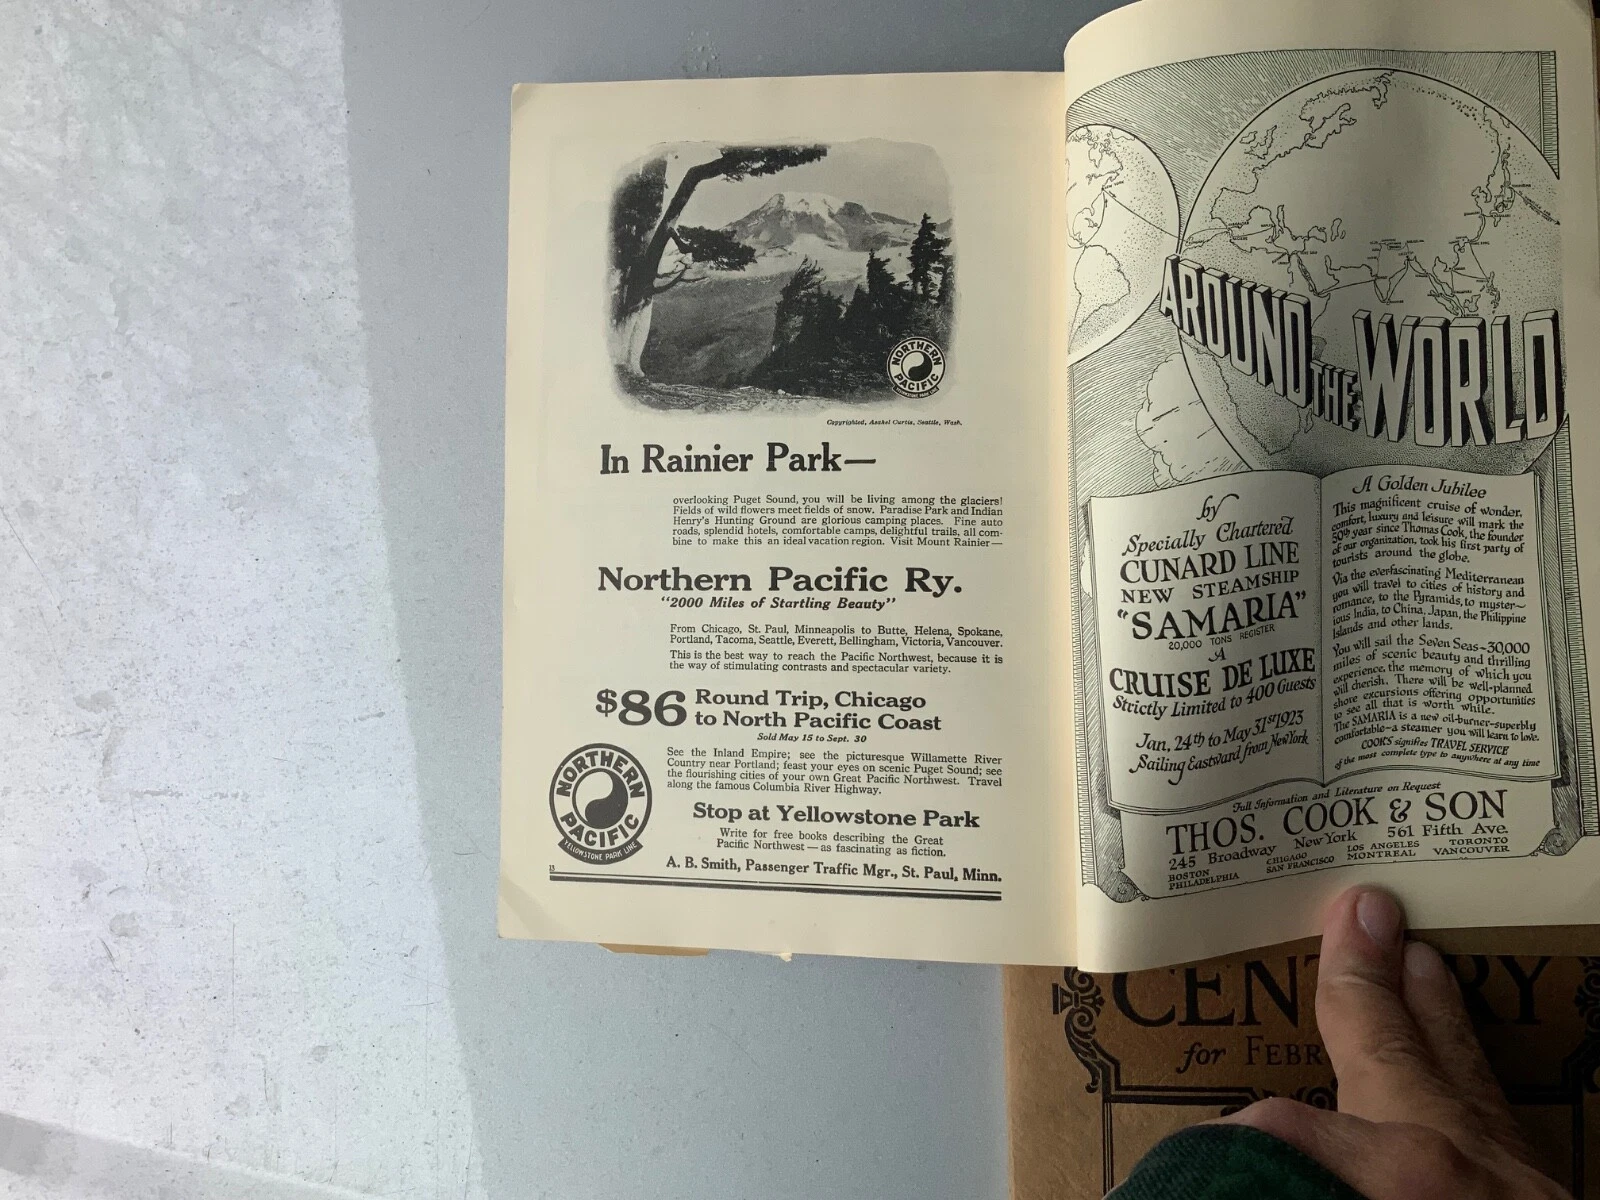 NORTHERN
PACIFIC
Copyrighted, Asahel Curtis, Seattle, Wash.
In Rainier Park—
overlooking Puget Sound, you will be living among the glaciers!
Fields of wild flowers meet fields of snow. Paradise Park and Indian
Henry's Hunting Ground are glorious camping places. Fine auto
roads, splendid hotels, comfortable camps, delightful trails, all com-
bine to make this an ideal vacation region. Visit Mount Rainier—
Northern Pacific Ry.
"2000 Miles of Startling Beauty"
From Chicago, St. Paul, Minneapolis to Butte, Helena, Spokane,
Portland, Tacoma, Seattle, Everett, Bellingham, Victoria, Vancouver.
This is the best way to reach the Pacific Northwest, because it is
the way of stimulating contrasts and spectacular variety.
$86 Round Trip, Chicago
to North Pacific Coast
Sold May 15 to Sept. 30
See the Inland Empire; see the picturesque Willamette River
Country near Portland; feast your eyes on scenic Puget Sound; see
the flourishing cities of your own Great Pacific Northwest. Travel
along the famous Columbia River Highway.
NORTHERN
PACIFIC
YELLOWSTONE PARK LINE
Stop at Yellowstone Park
Write for free books describing the Great
Pacific Northwest—as fascinating as fiction.
A. B. Smith, Passenger Traffic Mgr., St. Paul, Minn.
13
AROUND
THE WORLD
by
Specially Chartered
CUNARD LINE
NEW STEAMSHIP
"SAMARIA"
20,000 TONS REGISTER
A
CRUISE DE LUXE
Strictly Limited to 400 Guests
Jan. 24th to May 31st 1923
Sailing Eastward from New York
A Golden Jubilee
This magnificent cruise of wonder,
comfort, luxury and leisure will mark the
50th year since Thomas Cook, the founder
of our organization, took his first party of
tourists around the globe.
Via the everfascinating Mediterranean
you will travel to cities of history and
romance, to the Pyramids, to myster-
ious India, to China, Japan, the Philippine
Islands and other lands.
You will sail the Seven Seas-30,000
miles of scenic beauty and thrilling
experience, the memory of which you
will cherish. There will be well-planned
shore excursions offering opportunities
to see all that is worth while.
The SAMARIA is a new oil-burner-superbly
comfortable-a steamer you will learn to love.
COOK'S signifies TRAVEL SERVICE
of the most complete type to anywhere at any time
Full Information and Literature on Request
THOS. COOK & SON
245 Broadway New York 561 Fifth Ave.
BOSTON CHICAGO LOS ANGELES TORONTO
PHILADELPHIA SAN FRANCISCO MONTREAL VANCOUVER
CEN RY
for FEBR